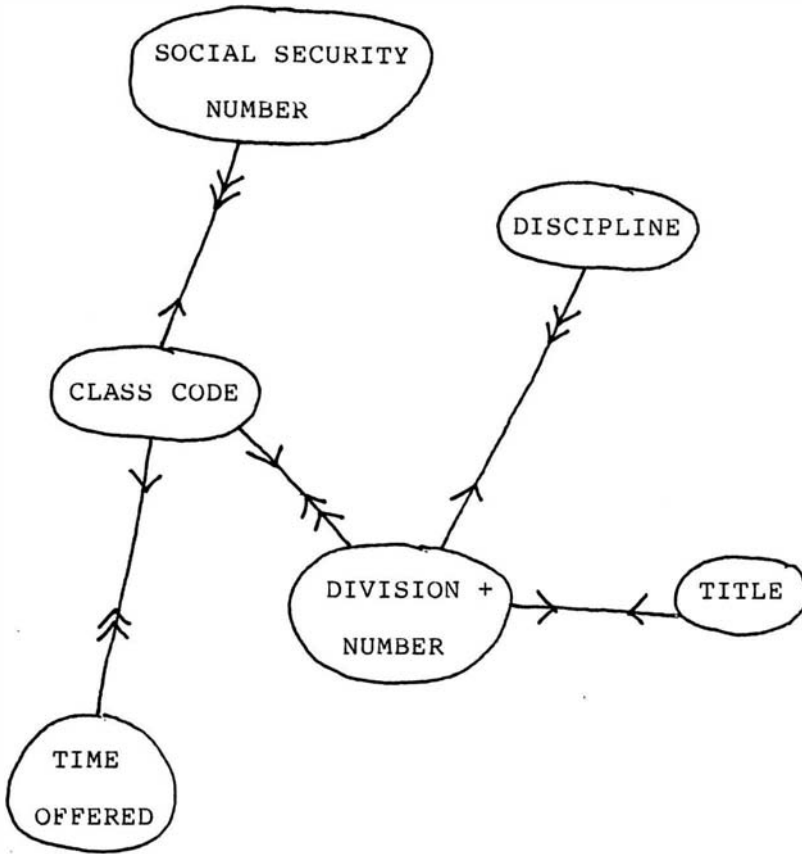 SOCIAL SECURITY
NUMBER
DISCIPLINE
CLASS CODE
DIVISION +
NUMBER
TITLE
TIME
OFFERED